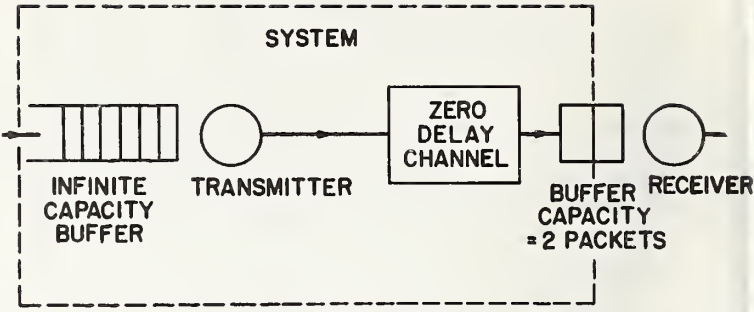 SYSTEM
ZERO
DELAY
CHANNEL
INFINITE
CAPACITY
BUFFER
TRANSMITTER
BUFFER
CAPACITY
= 2 PACKETS
RECEIVER